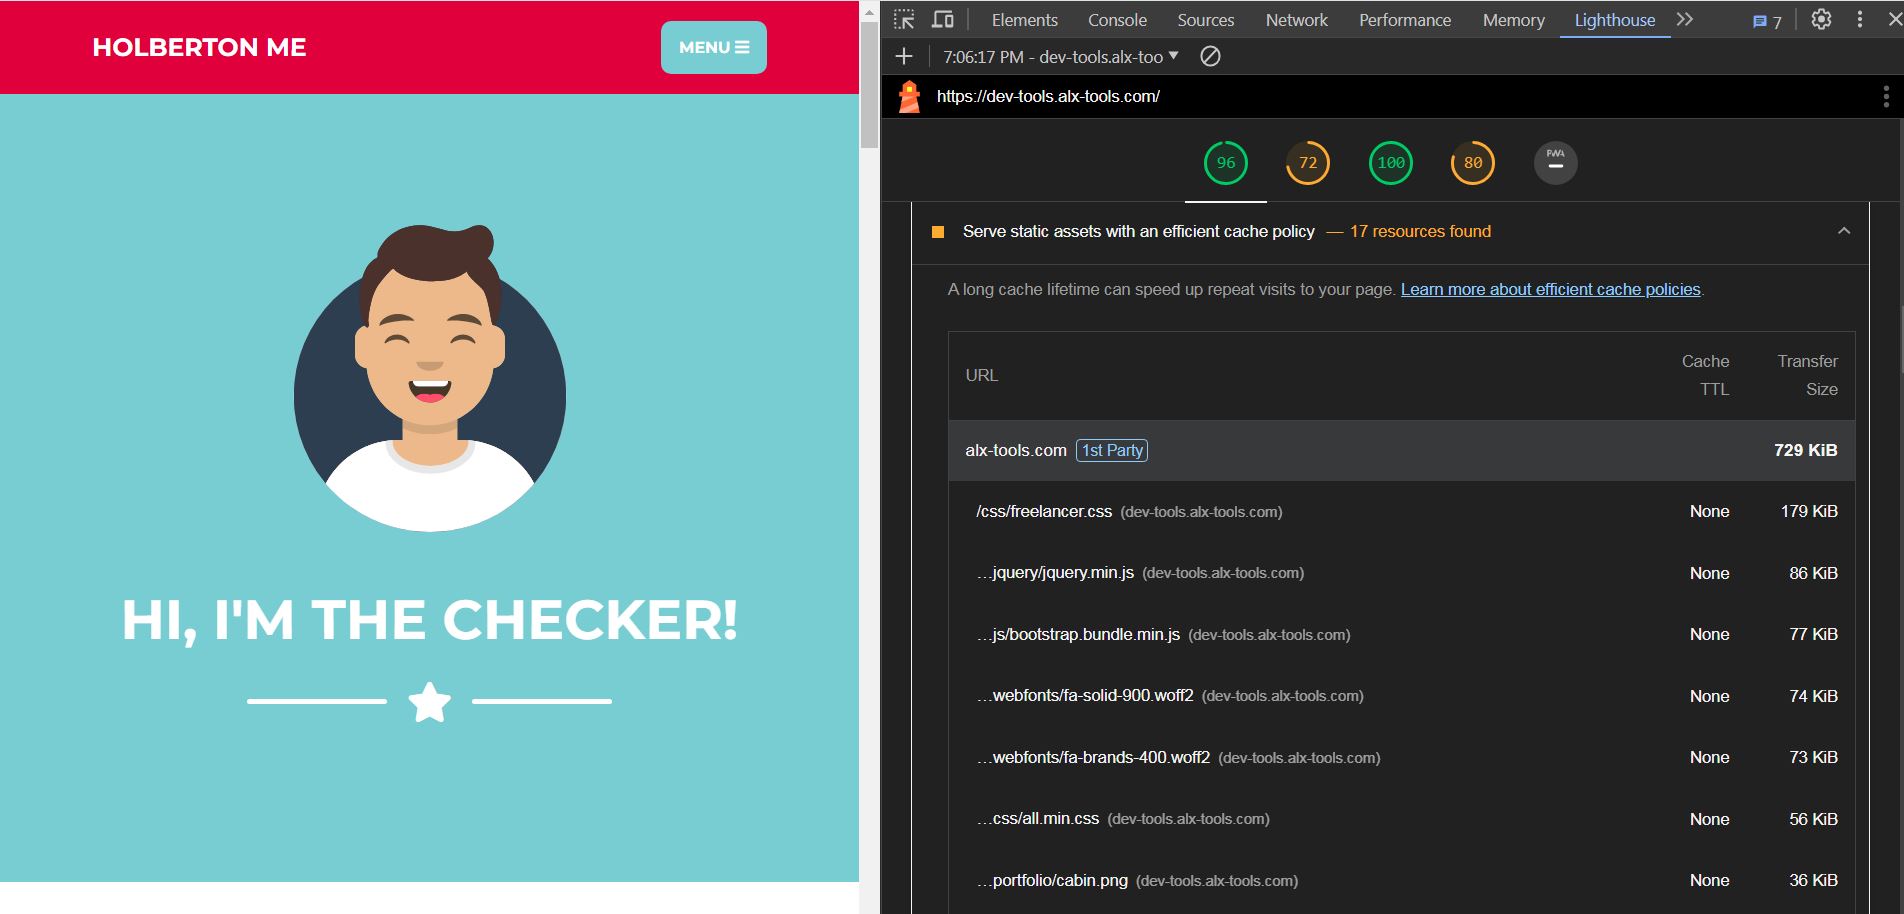 HOLBERTON ME
MENU
HI, I'M THE CHECKER!
Elements Console Sources Network Performance Memory Lighthouse 7
7:06:17 PM - dev-tools.alx-too
https://dev-tools.alx-tools.com/
96 72 100 80 PWA
Serve static assets with an efficient cache policy — 17 resources found
A long cache lifetime can speed up repeat visits to your page. Learn more about efficient cache policies.
URL Cache TTL Transfer Size
alx-tools.com 1st Party 729 KiB
/css/freelancer.css (dev-tools.alx-tools.com) None 179 KiB
…jquery/jquery.min.js (dev-tools.alx-tools.com) None 86 KiB
…js/bootstrap.bundle.min.js (dev-tools.alx-tools.com) None 77 KiB
…webfonts/fa-solid-900.woff2 (dev-tools.alx-tools.com) None 74 KiB
…webfonts/fa-brands-400.woff2 (dev-tools.alx-tools.com) None 73 KiB
…css/all.min.css (dev-tools.alx-tools.com) None 56 KiB
…portfolio/cabin.png (dev-tools.alx-tools.com) None 36 KiB